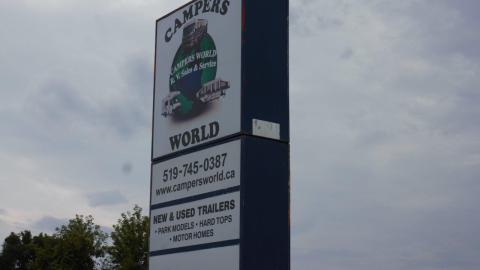 CAMPERS
CAMPERS WORLD
R.V. Sales & Service
WORLD
519-745-0387
www.campersworld.ca
NEW & USED TRAILERS
• PARK MODELS • HARD TOPS
• MOTOR HOMES